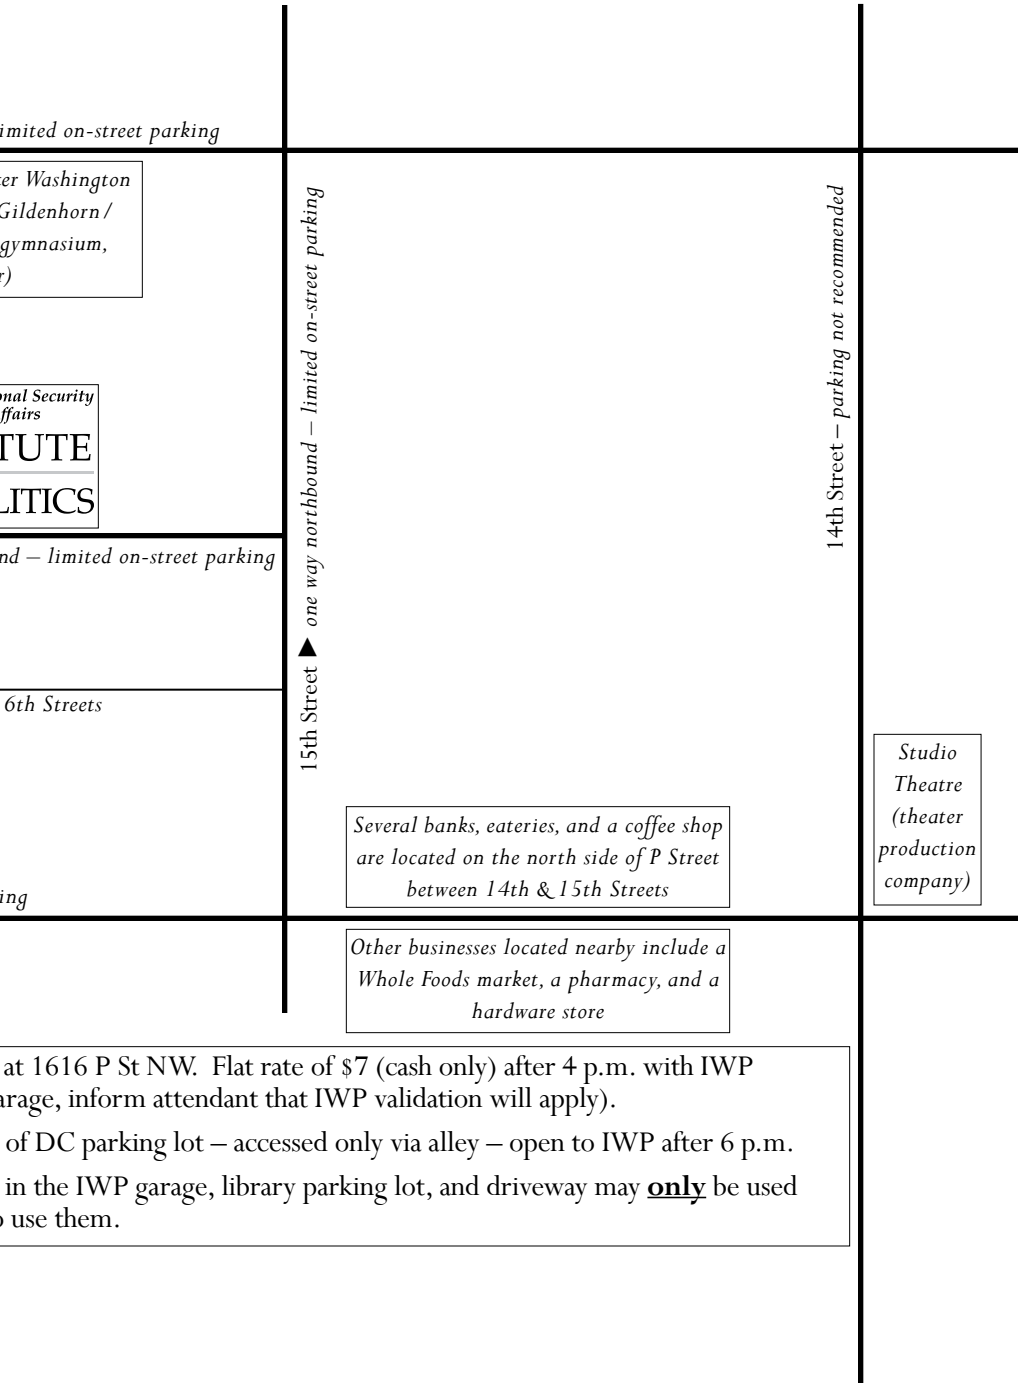 imited on-street parking
er Washington
Gildenhorn/
gymnasium,
r)
onal Security
ffairs
TUTE
LITICS
nd – limited on-street parking
15th Street ▶ one way northbound – limited on-street parking
14th Street – parking not recommended
6th Streets
Studio
Theatre
(theater
production
company)
Several banks, eateries, and a coffee shop
are located on the north side of P Street
between 14th & 15th Streets
ing
Other businesses located nearby include a
Whole Foods market, a pharmacy, and a
hardware store
at 1616 P St NW.  Flat rate of $7 (cash only) after 4 p.m. with IWP
arage, inform attendant that IWP validation will apply).
of DC parking lot – accessed only via alley – open to IWP after 6 p.m.
in the IWP garage, library parking lot, and driveway may only be used
o use them.